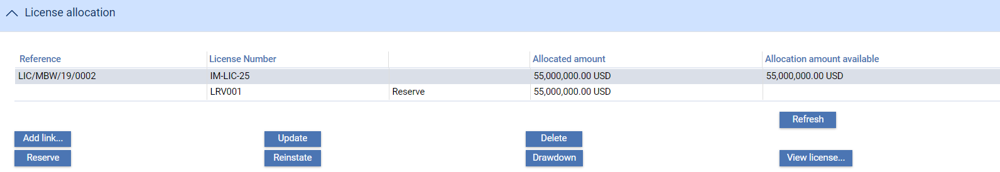 License allocation
Reference License Number Allocated amount Allocation amount available
LIC/MBW/19/0002 IM-LIC-25 55,000,000.00 USD 55,000,000.00 USD
LRV001 Reserve 55,000,000.00 USD
Refresh
Add link... Update Delete
Reserve Reinstate Drawdown View license...